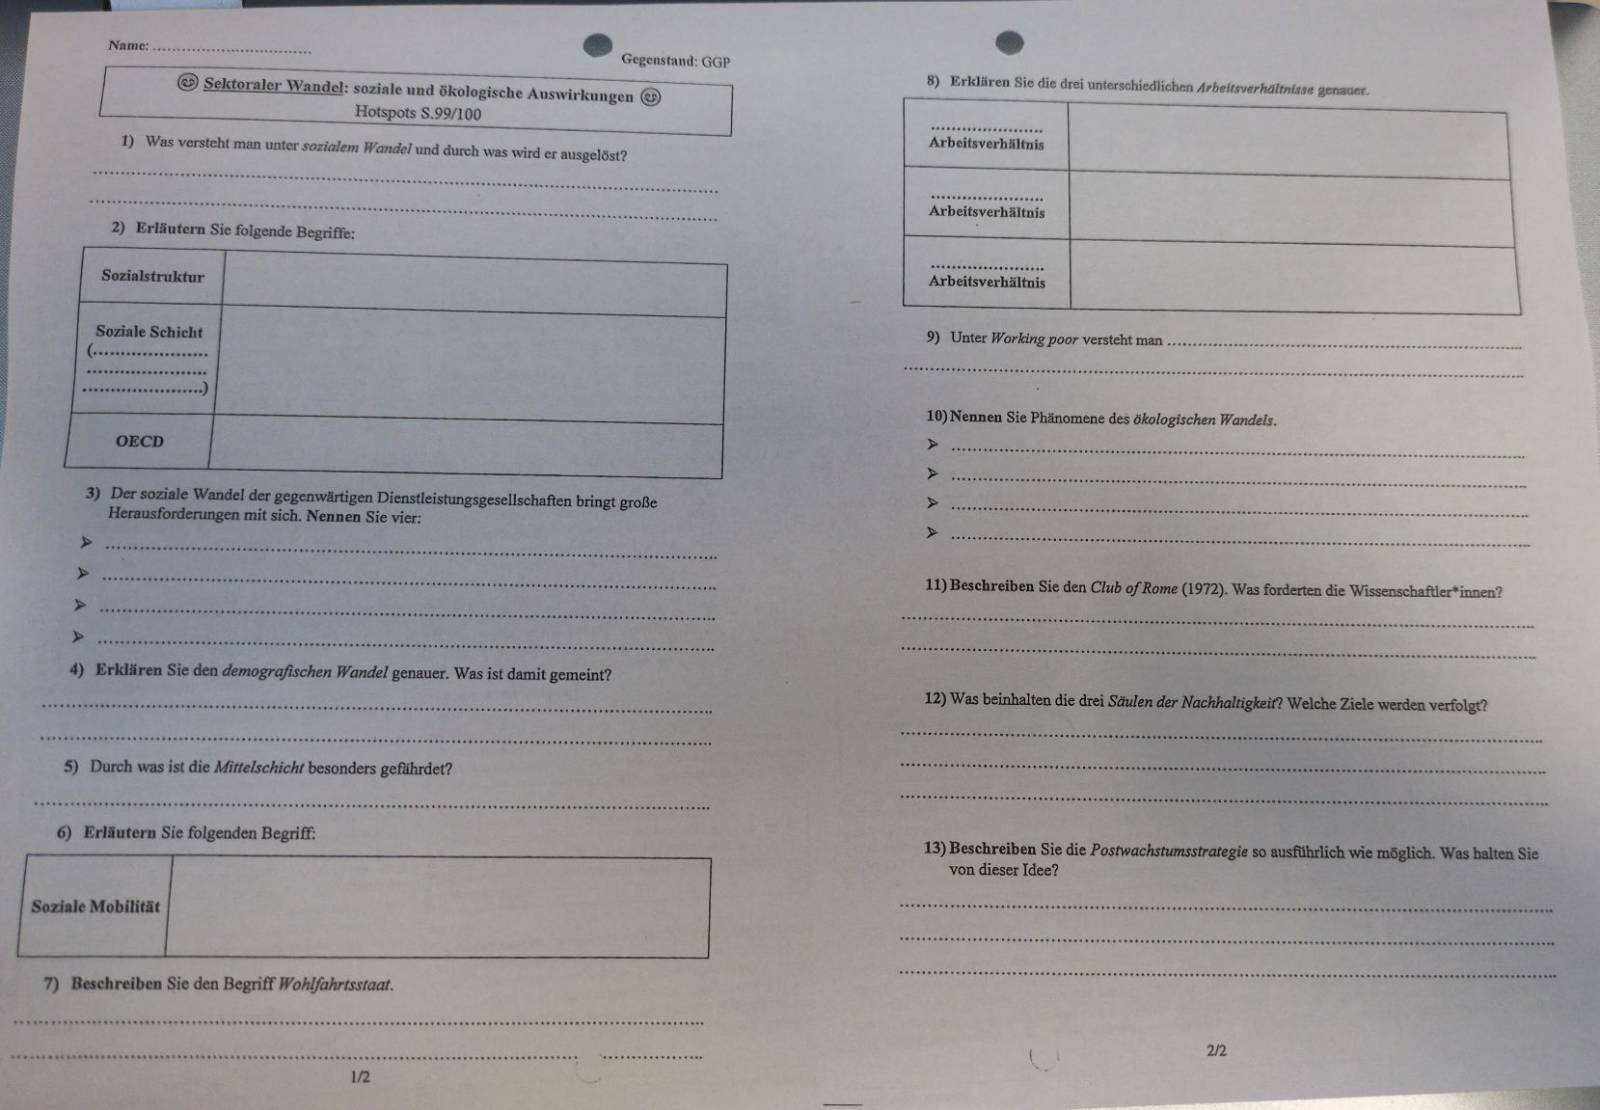 Name: ................................
Gegenstand: GGP
Sektoraler Wandel: soziale und ökologische Auswirkungen
Hotspots S.99/100
1) Was versteht man unter sozialem Wandel und durch was wird er ausgelöst?
2) Erläutern Sie folgende Begriffe:
Sozialstruktur
Soziale Schicht
(......................
......................
......................)
OECD
3) Der soziale Wandel der gegenwärtigen Dienstleistungsgesellschaften bringt große
Herausforderungen mit sich. Nennen Sie vier:
4) Erklären Sie den demografischen Wandel genauer. Was ist damit gemeint?
5) Durch was ist die Mittelschicht besonders gefährdet?
6) Erläutern Sie folgenden Begriff:
Soziale Mobilität
7) Beschreiben Sie den Begriff Wohlfahrtsstaat.
1/2
8) Erklären Sie die drei unterschiedlichen Arbeitsverhältnisse genauer.
......................
Arbeitsverhältnis
......................
Arbeitsverhältnis
......................
Arbeitsverhältnis
9) Unter Working poor versteht man ................................
10) Nennen Sie Phänomene des ökologischen Wandels.
11) Beschreiben Sie den Club of Rome (1972). Was forderten die Wissenschaftler*innen?
12) Was beinhalten die drei Säulen der Nachhaltigkeit? Welche Ziele werden verfolgt?
13) Beschreiben Sie die Postwachstumsstrategie so ausführlich wie möglich. Was halten Sie
von dieser Idee?
2/2